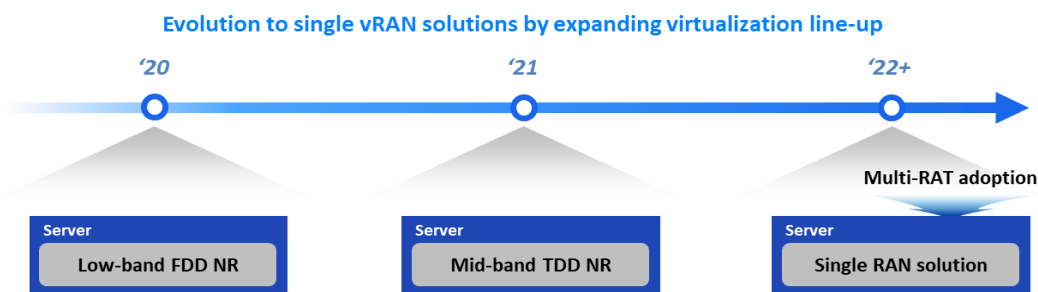 Evolution to single vRAN solutions by expanding virtualization line-up
‘20
‘21
‘22+
Multi-RAT adoption
Server
Low-band FDD NR
Server
Mid-band TDD NR
Server
Single RAN solution